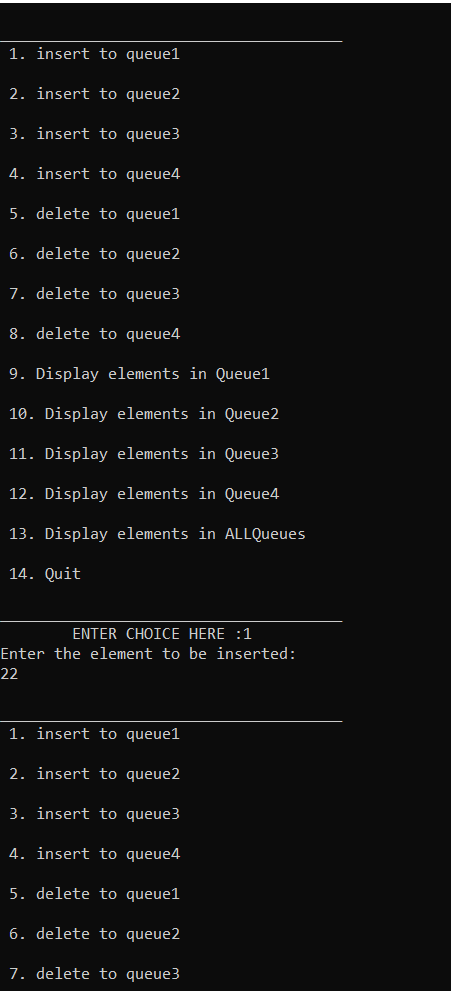 ______________________________________
1. insert to queue1
2. insert to queue2
3. insert to queue3
4. insert to queue4
5. delete to queue1
6. delete to queue2
7. delete to queue3
8. delete to queue4
9. Display elements in Queue1
10. Display elements in Queue2
11. Display elements in Queue3
12. Display elements in Queue4
13. Display elements in ALLQueues
14. Quit
______________________________________
ENTER CHOICE HERE :1
Enter the element to be inserted:
22
______________________________________
1. insert to queue1
2. insert to queue2
3. insert to queue3
4. insert to queue4
5. delete to queue1
6. delete to queue2
7. delete to queue3